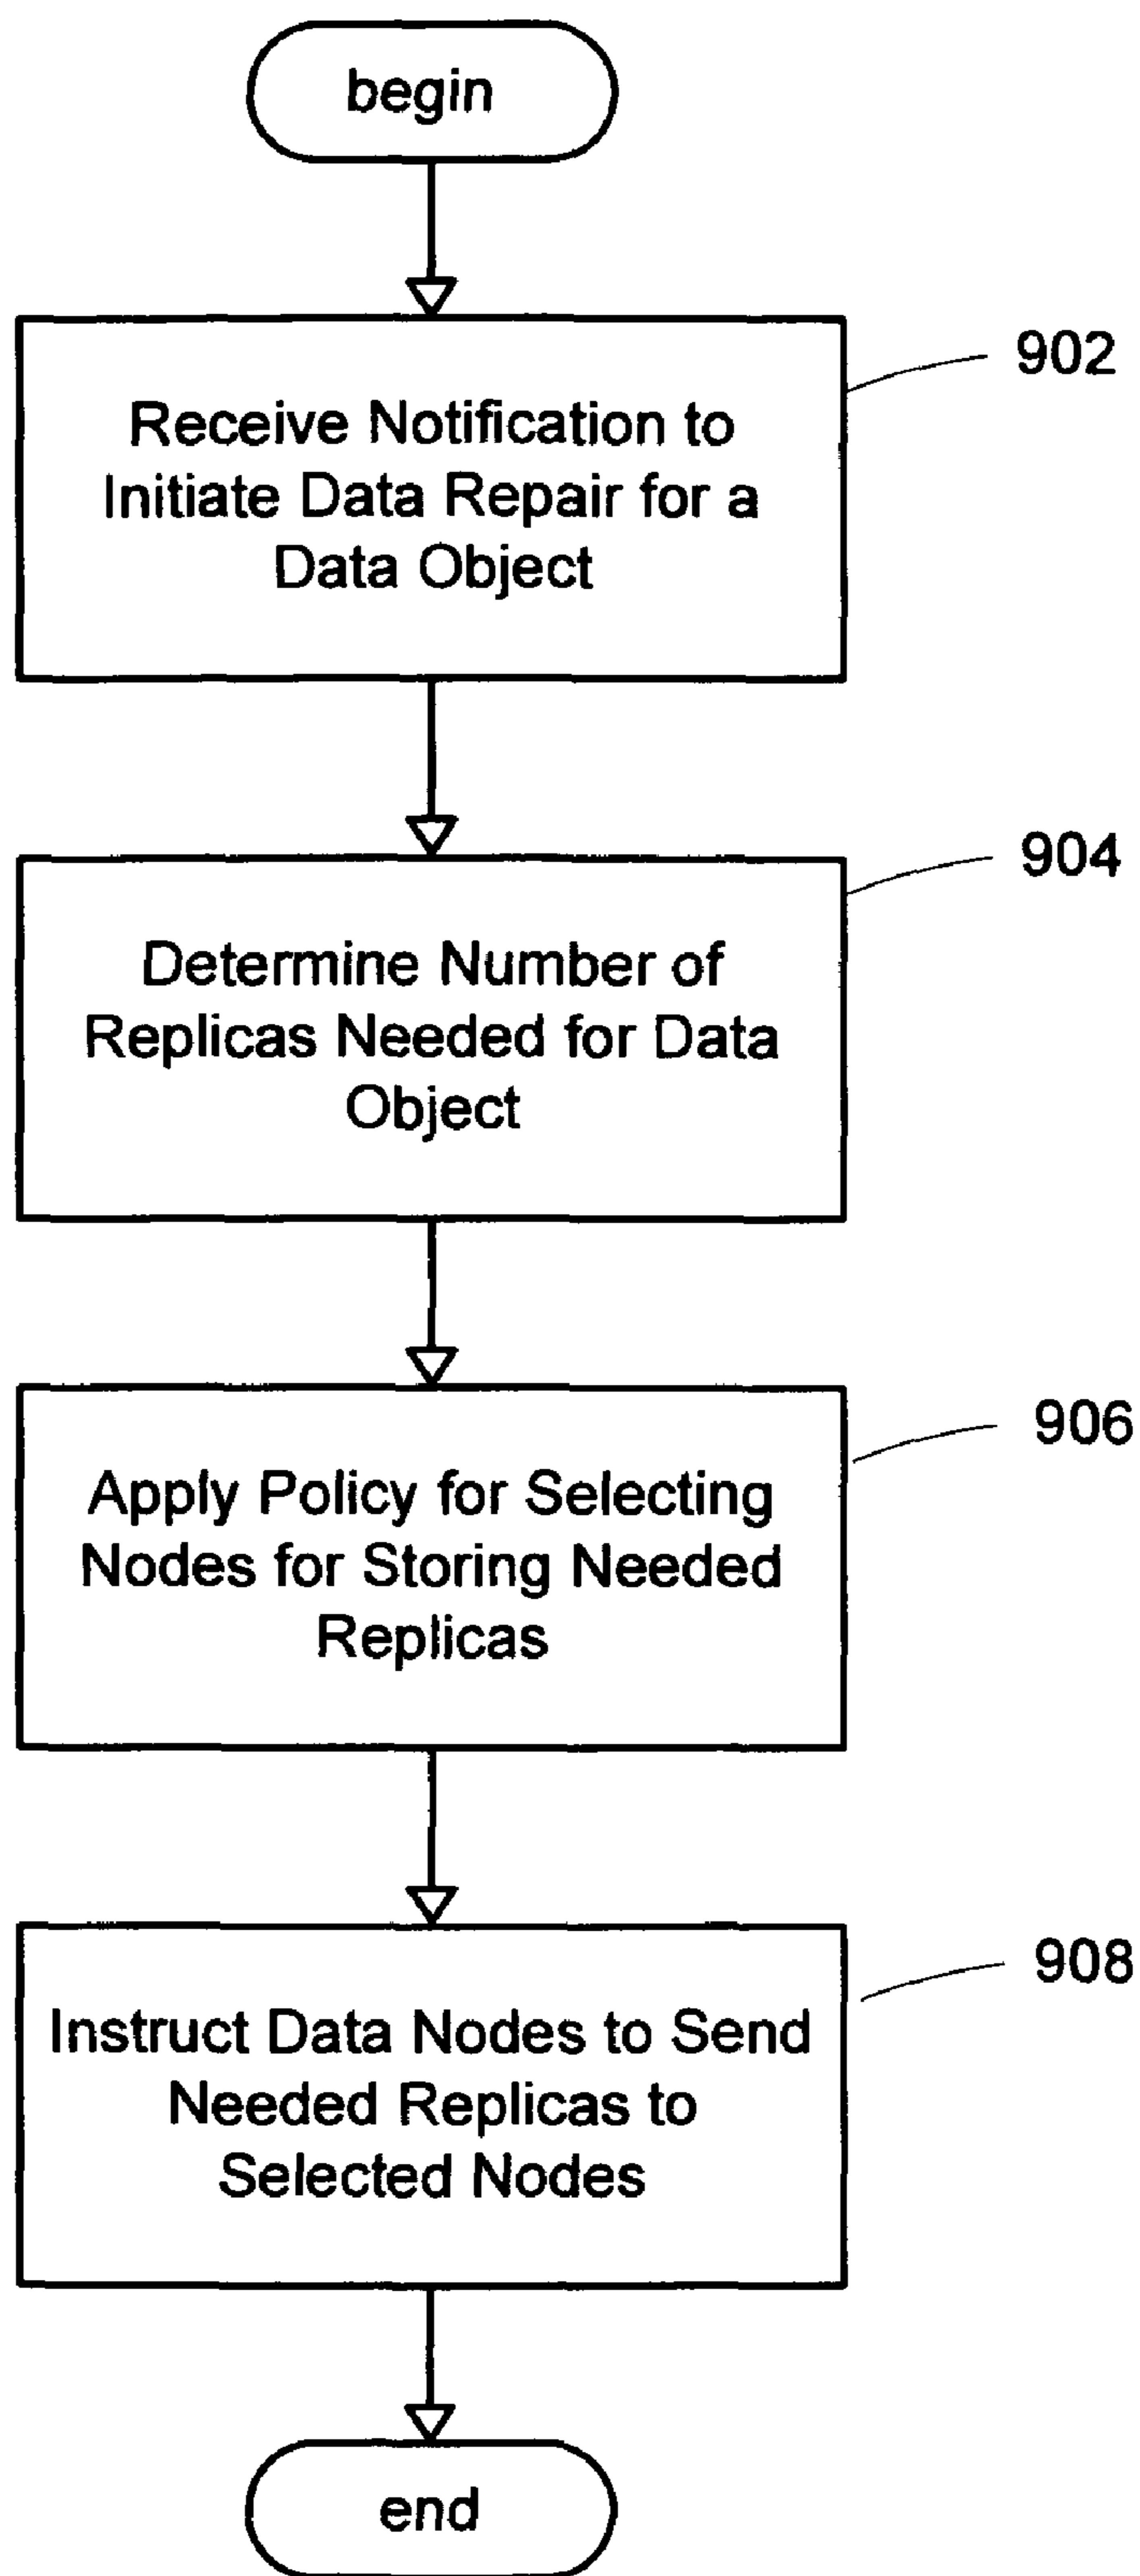 begin
902
Receive Notification to
Initiate Data Repair for a
Data Object
904
Determine Number of
Replicas Needed for Data
Object
906
Apply Policy for Selecting
Nodes for Storing Needed
Replicas
908
Instruct Data Nodes to Send
Needed Replicas to
Selected Nodes
end